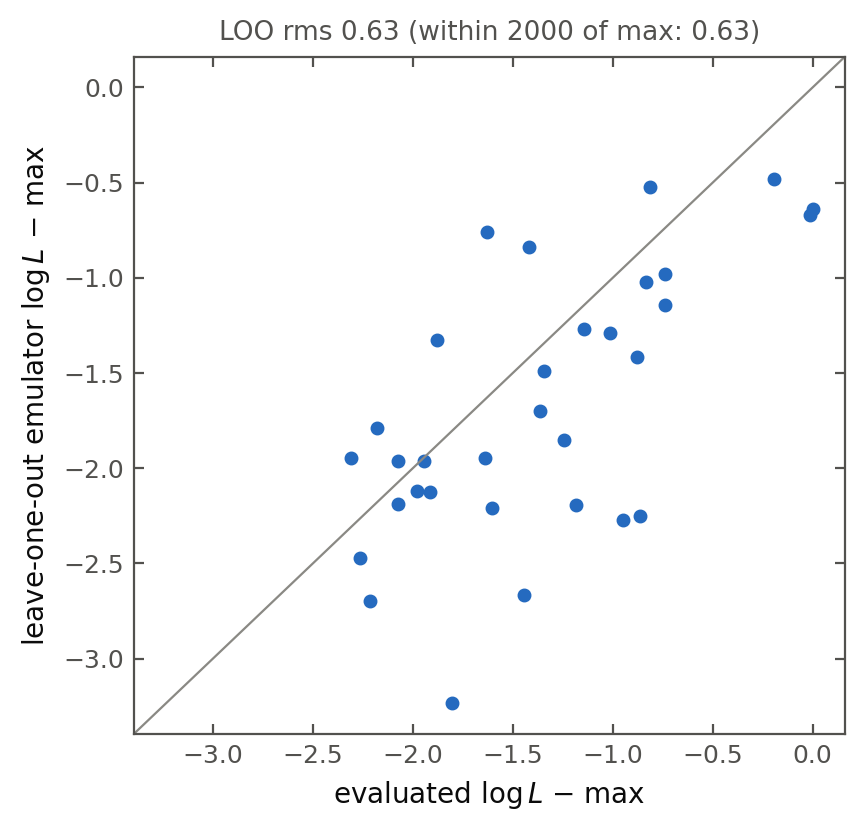 LOO rms 0.63 (within 2000 of max: 0.63)
leave-one-out emulator log L − max
0.0
−0.5
−1.0
−1.5
−2.0
−2.5
−3.0
−3.0 −2.5 −2.0 −1.5 −1.0 −0.5 0.0
evaluated log L − max